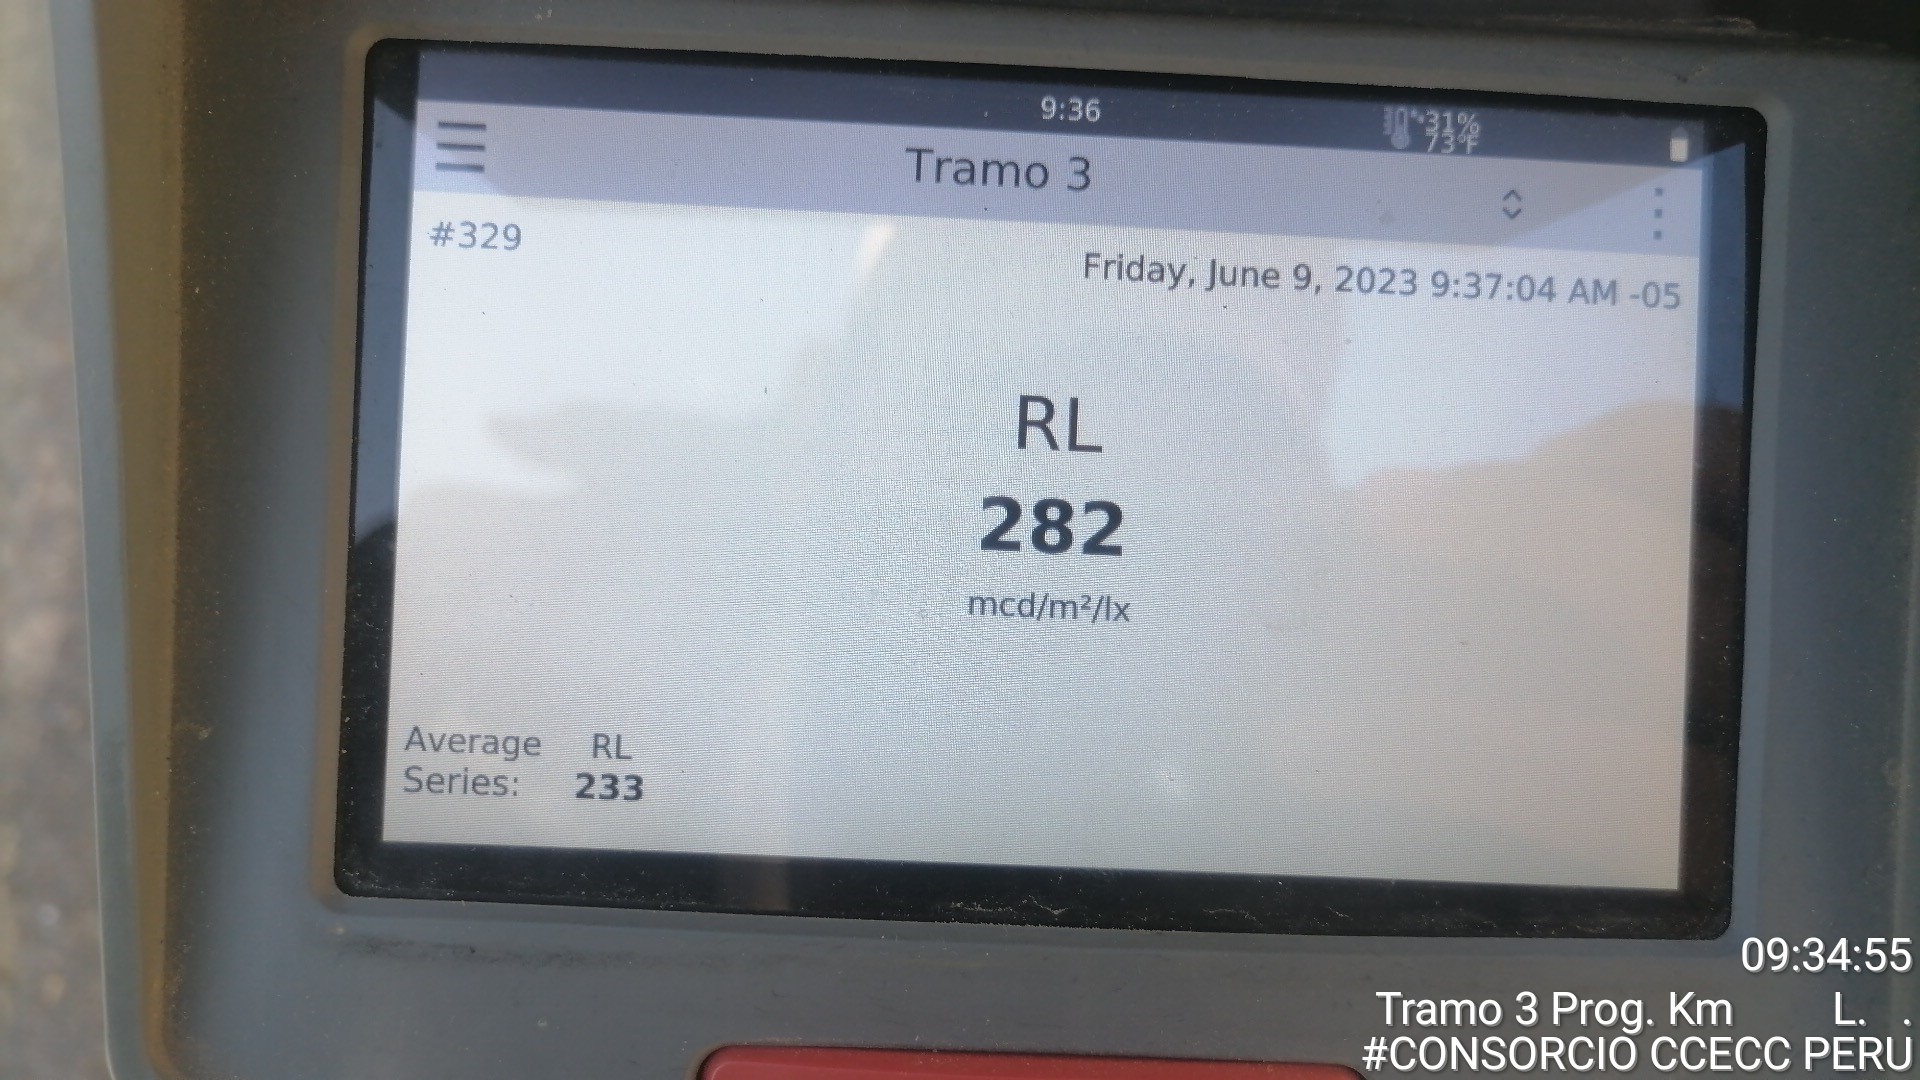 9:36
31%
73°F
Tramo 3
#329
Friday, June 9, 2023 9:37:04 AM -05
RL
282
mcd/m²/lx
Average RL
Series: 233
09:34:55
Tramo 3 Prog. Km L. .
#CONSORCIO CCECC PERU